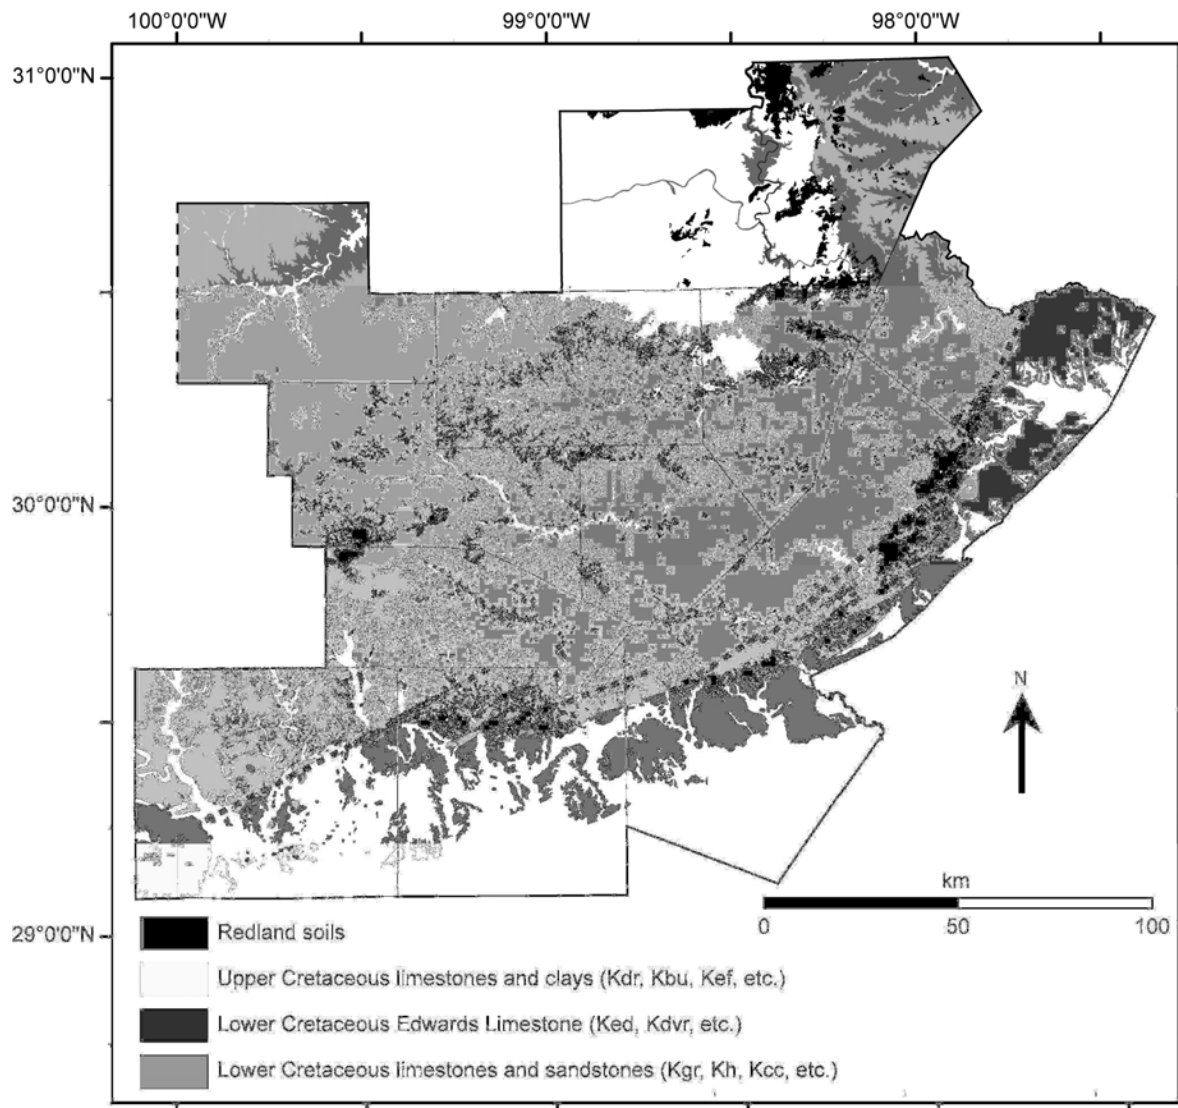 100°0'0"W 99°0'0"W 98°0'0"W
31°0'0"N
30°0'0"N
29°0'0"N
N
km
0 50 100
Redland soils
Upper Cretaceous limestones and clays (Kdr, Kbu, Kef, etc.)
Lower Cretaceous Edwards Limestone (Ked, Kdvr, etc.)
Lower Cretaceous limestones and sandstones (Kgr, Kh, Kcc, etc.)